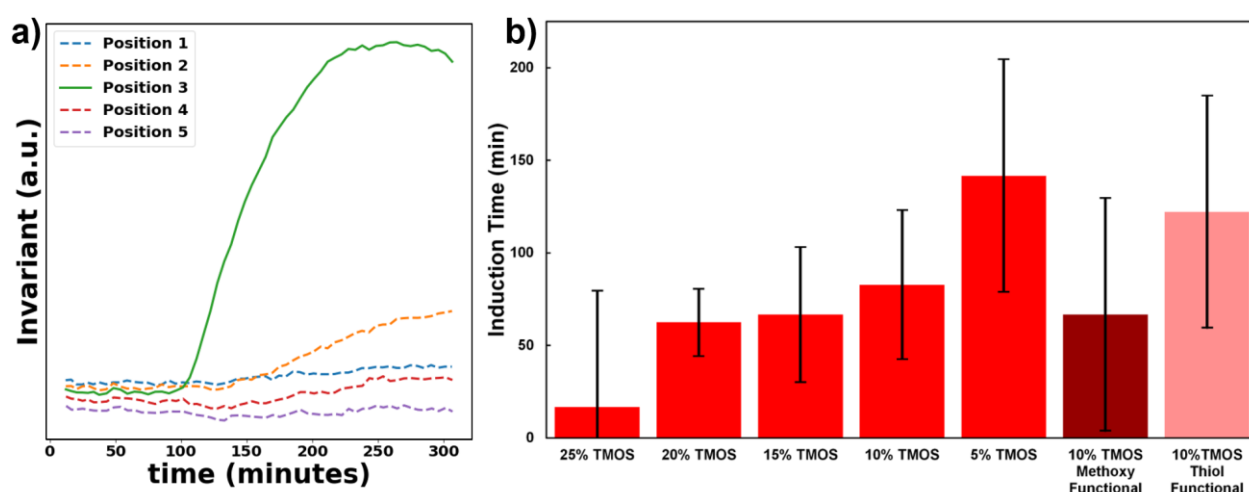 a)
Position 1
Position 2
Position 3
Position 4
Position 5
Invariant (a.u.)
0 50 100 150 200 250 300
time (minutes)
b)
Induction Time (min)
200
150
100
50
0
25% TMOS 20% TMOS 15% TMOS 10% TMOS 5% TMOS
10% TMOS
Methoxy
Functional
10%TMOS
Thiol
Functional